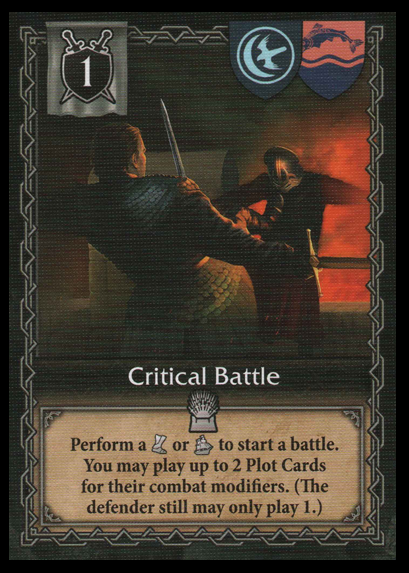 1
Critical Battle
Perform a or to start a battle.
You may play up to 2 Plot Cards
for their combat modifiers. (The
defender still may only play 1.)